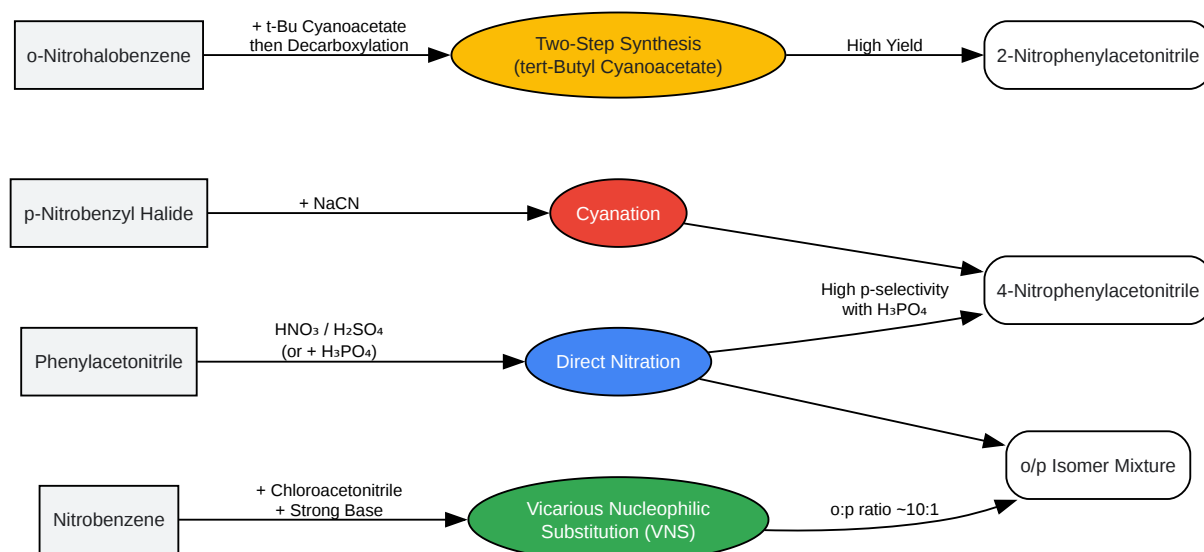 o-Nitrohalobenzene
+ t-Bu Cyanoacetate
then Decarboxylation
Two-Step Synthesis
(tert-Butyl Cyanoacetate)
High Yield
2-Nitrophenylacetonitrile
p-Nitrobenzyl Halide
+ NaCN
Cyanation
4-Nitrophenylacetonitrile
High p-selectivity
with H₃PO₄
Phenylacetonitrile
HNO₃ / H₂SO₄
(or + H₃PO₄)
Direct Nitration
o/p Isomer Mixture
Nitrobenzene
+ Chloroacetonitrile
+ Strong Base
Vicarious Nucleophilic
Substitution (VNS)
o:p ratio ~10:1